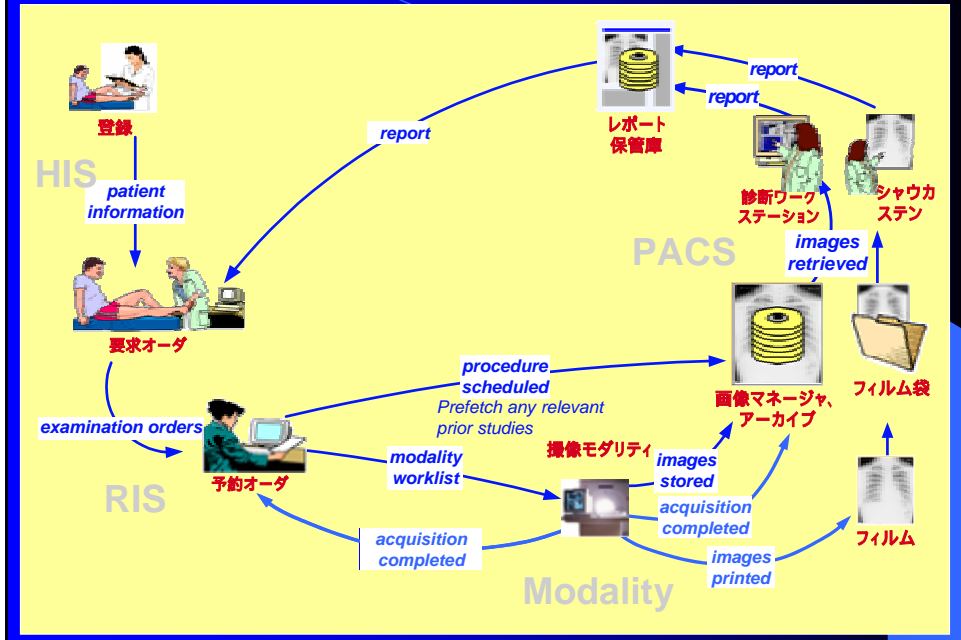 登録
HIS
patient
information
要求オーダ
examination orders
RIS
予約オーダ
report
レポート
保管庫
report
report
診断ワーク
ステーション
シャウカ
ステン
PACS
images
retrieved
procedure
scheduled
Prefetch any relevant
prior studies
画像マネージャ、
アーカイブ
フィルム袋
modality
worklist
撮像モダリティ
images
stored
acquisition
completed
acquisition
completed
images
printed
フィルム
Modality